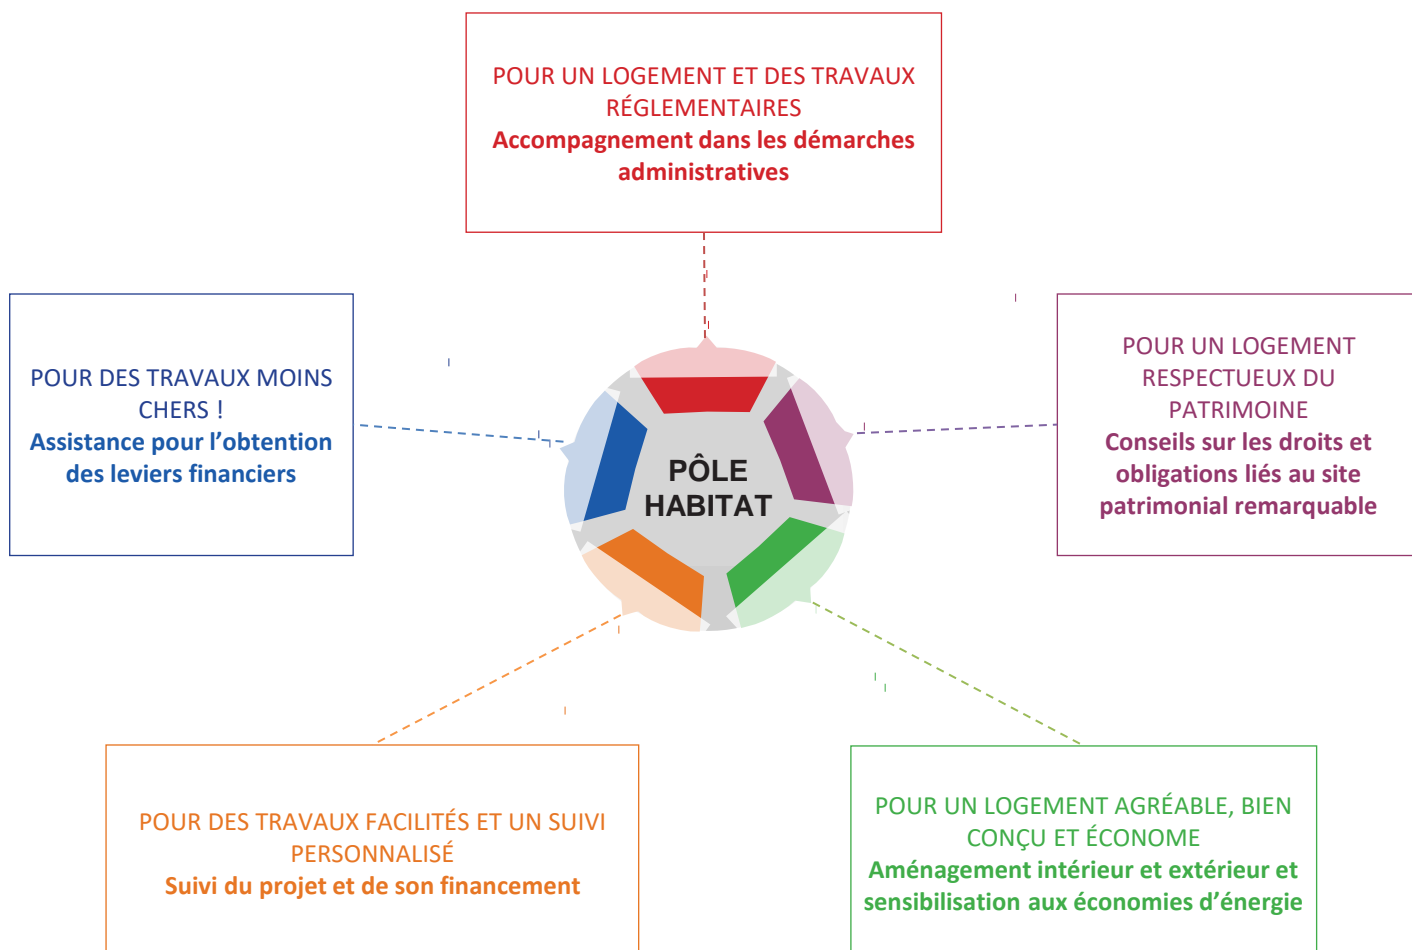 POUR UN LOGEMENT ET DES TRAVAUX
RÉGLEMENTAIRES
Accompagnement dans les démarches
administratives
POUR DES TRAVAUX MOINS
CHERS !
Assistance pour l’obtention
des leviers financiers
POUR UN LOGEMENT
RESPECTUEUX DU
PATRIMOINE
Conseils sur les droits et
obligations liés au site
patrimonial remarquable
PÔLE
HABITAT
POUR DES TRAVAUX FACILITÉS ET UN SUIVI
PERSONNALISÉ
Suivi du projet et de son financement
POUR UN LOGEMENT AGRÉABLE, BIEN
CONÇU ET ÉCONOME
Aménagement intérieur et extérieur et
sensibilisation aux économies d’énergie